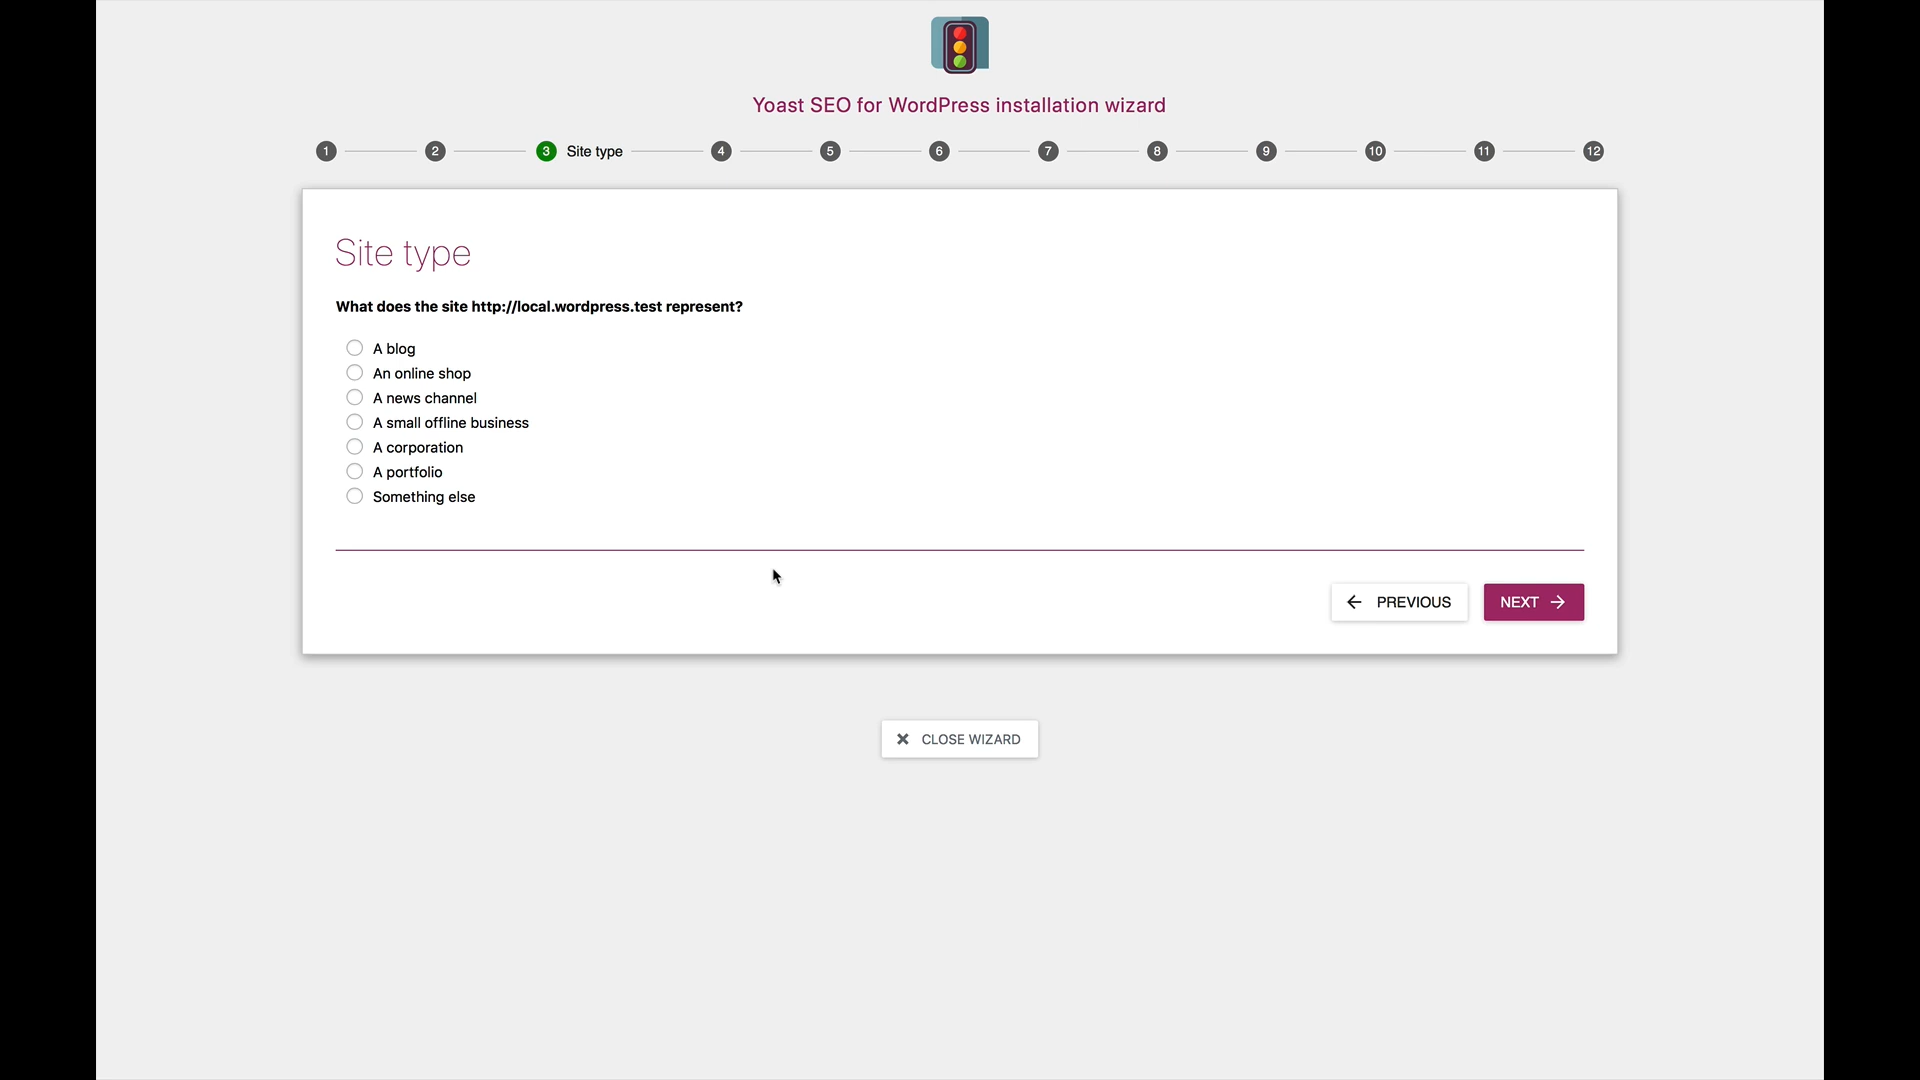 Yoast SEO for WordPress installation wizard
1 2 3 Site type 4 5 6 7 8 9 10 11 12
Site type
What does the site http://local.wordpress.test represent?
A blog
An online shop
A news channel
A small offline business
A corporation
A portfolio
Something else
PREVIOUS NEXT
CLOSE WIZARD